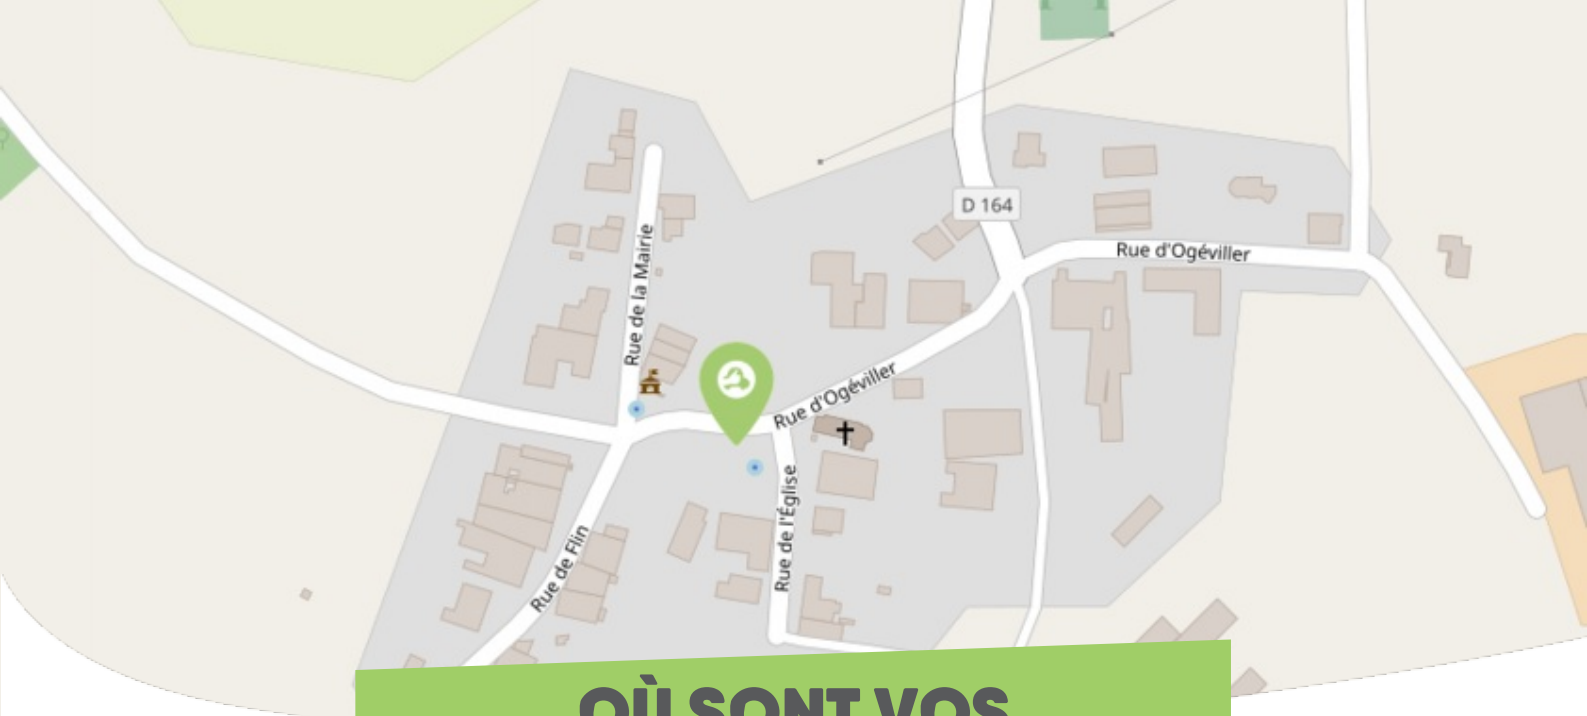 D 164
Rue d'Ogéviller
Rue de la Mairie
Rue d'Ogéviller
Rue de l'Église
Rue de Flin
OÙ SONT VOS